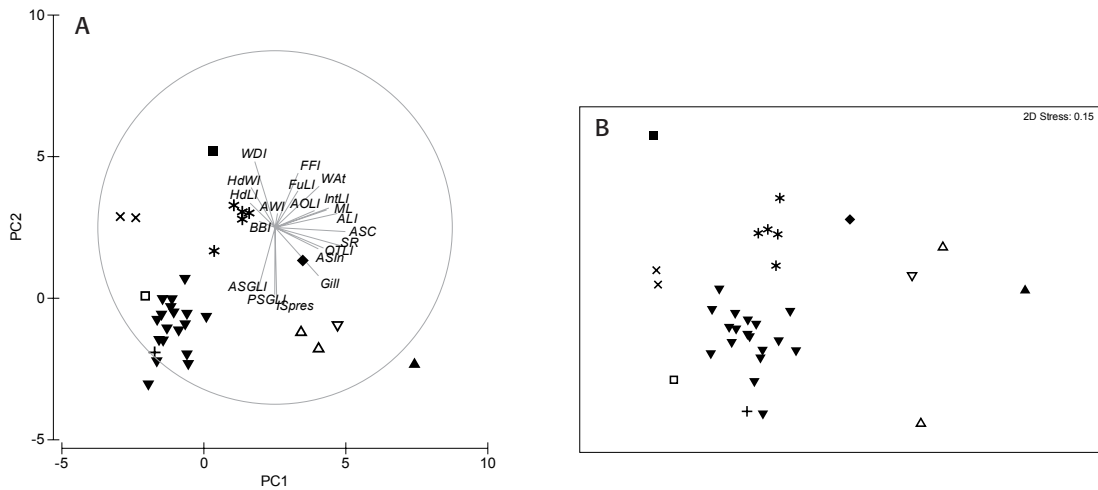 A
10
5
0
-5
PC2
WDI
FFI
HdWI
FuLI
WAt
HdLI
AWI
AOLI
IntLI
ML
BBI
ALI
ASC
SR
OTLI
ASin
ASGLI
Gill
PSGLI
ISpres
-5
0
5
10
PC1
B
2D Stress: 0.15